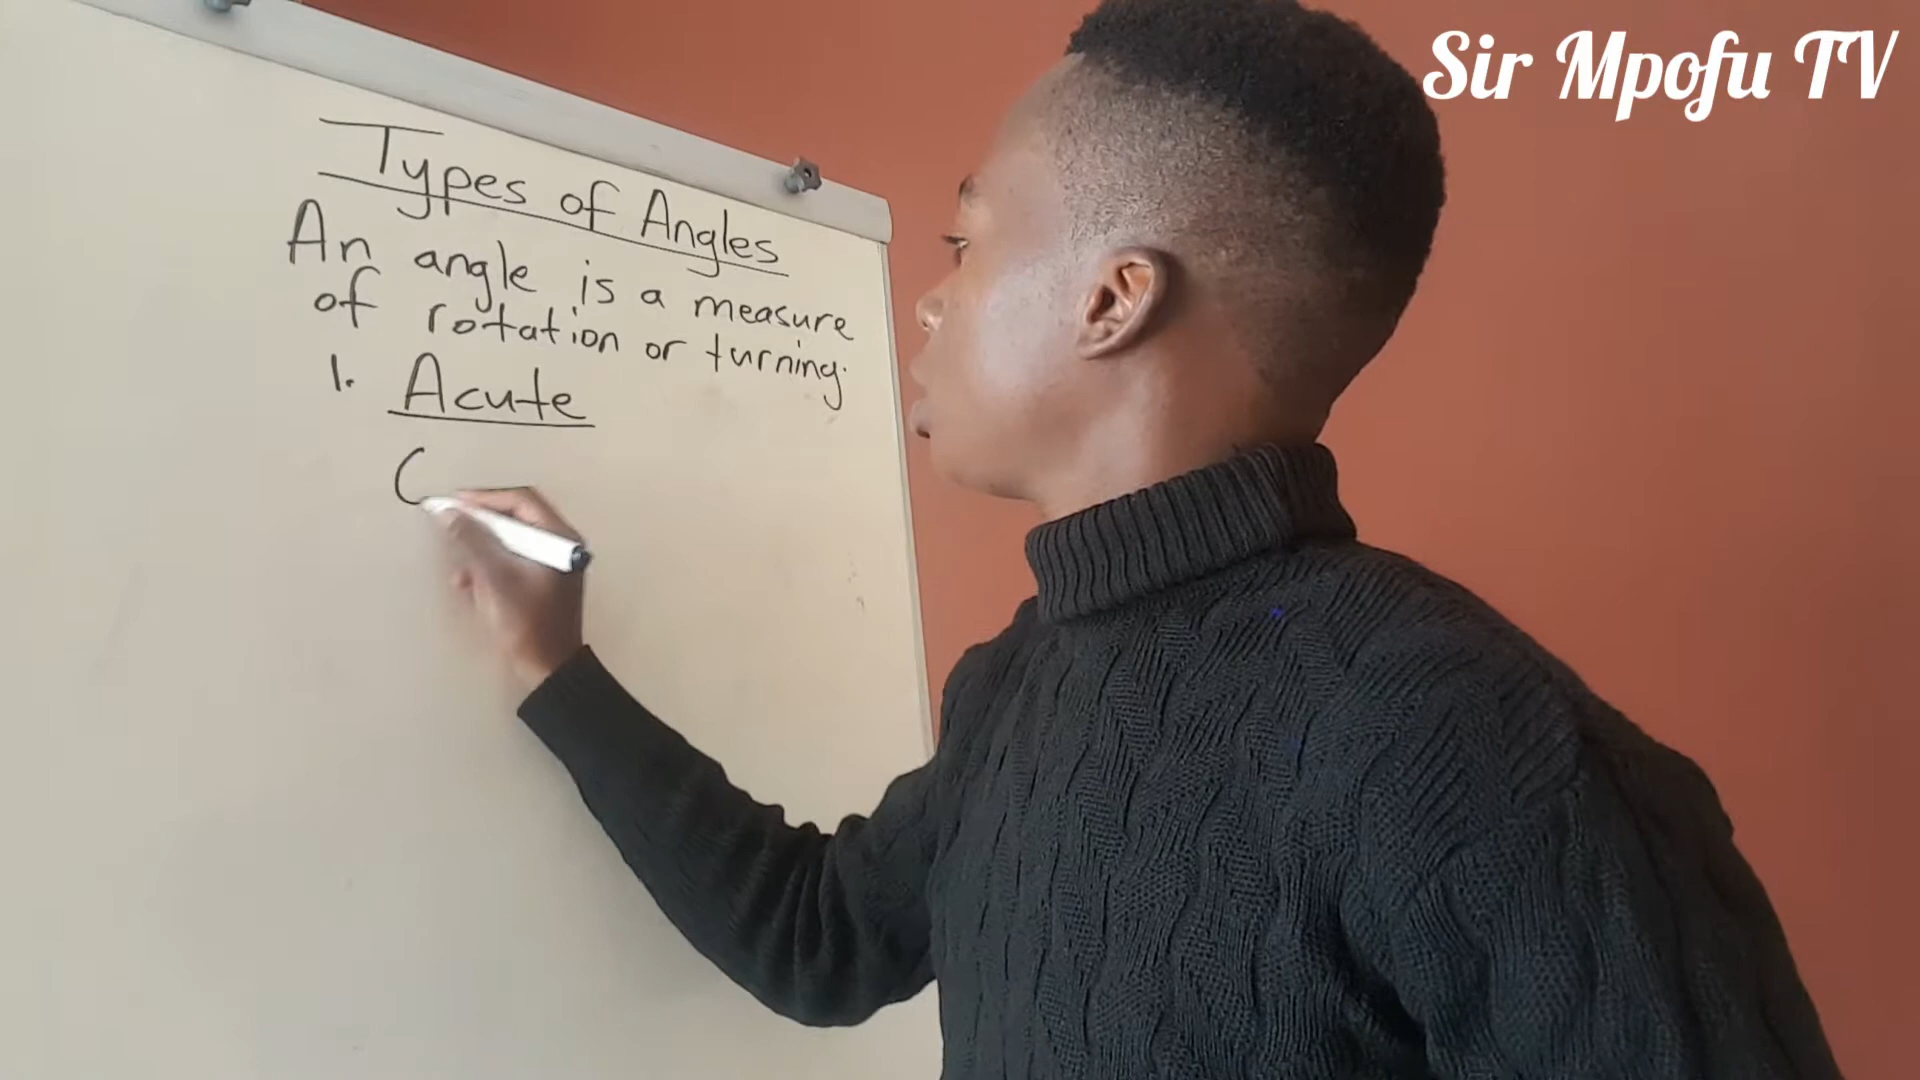 Sir Mpofu TV
Types of Angles
An angle is a measure
of rotation or turning.
1. Acute